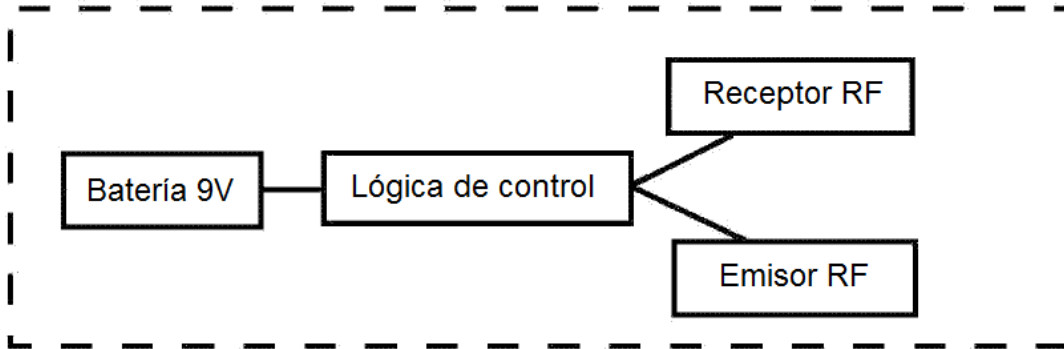 Receptor RF
Batería 9V
Lógica de control
Emisor RF